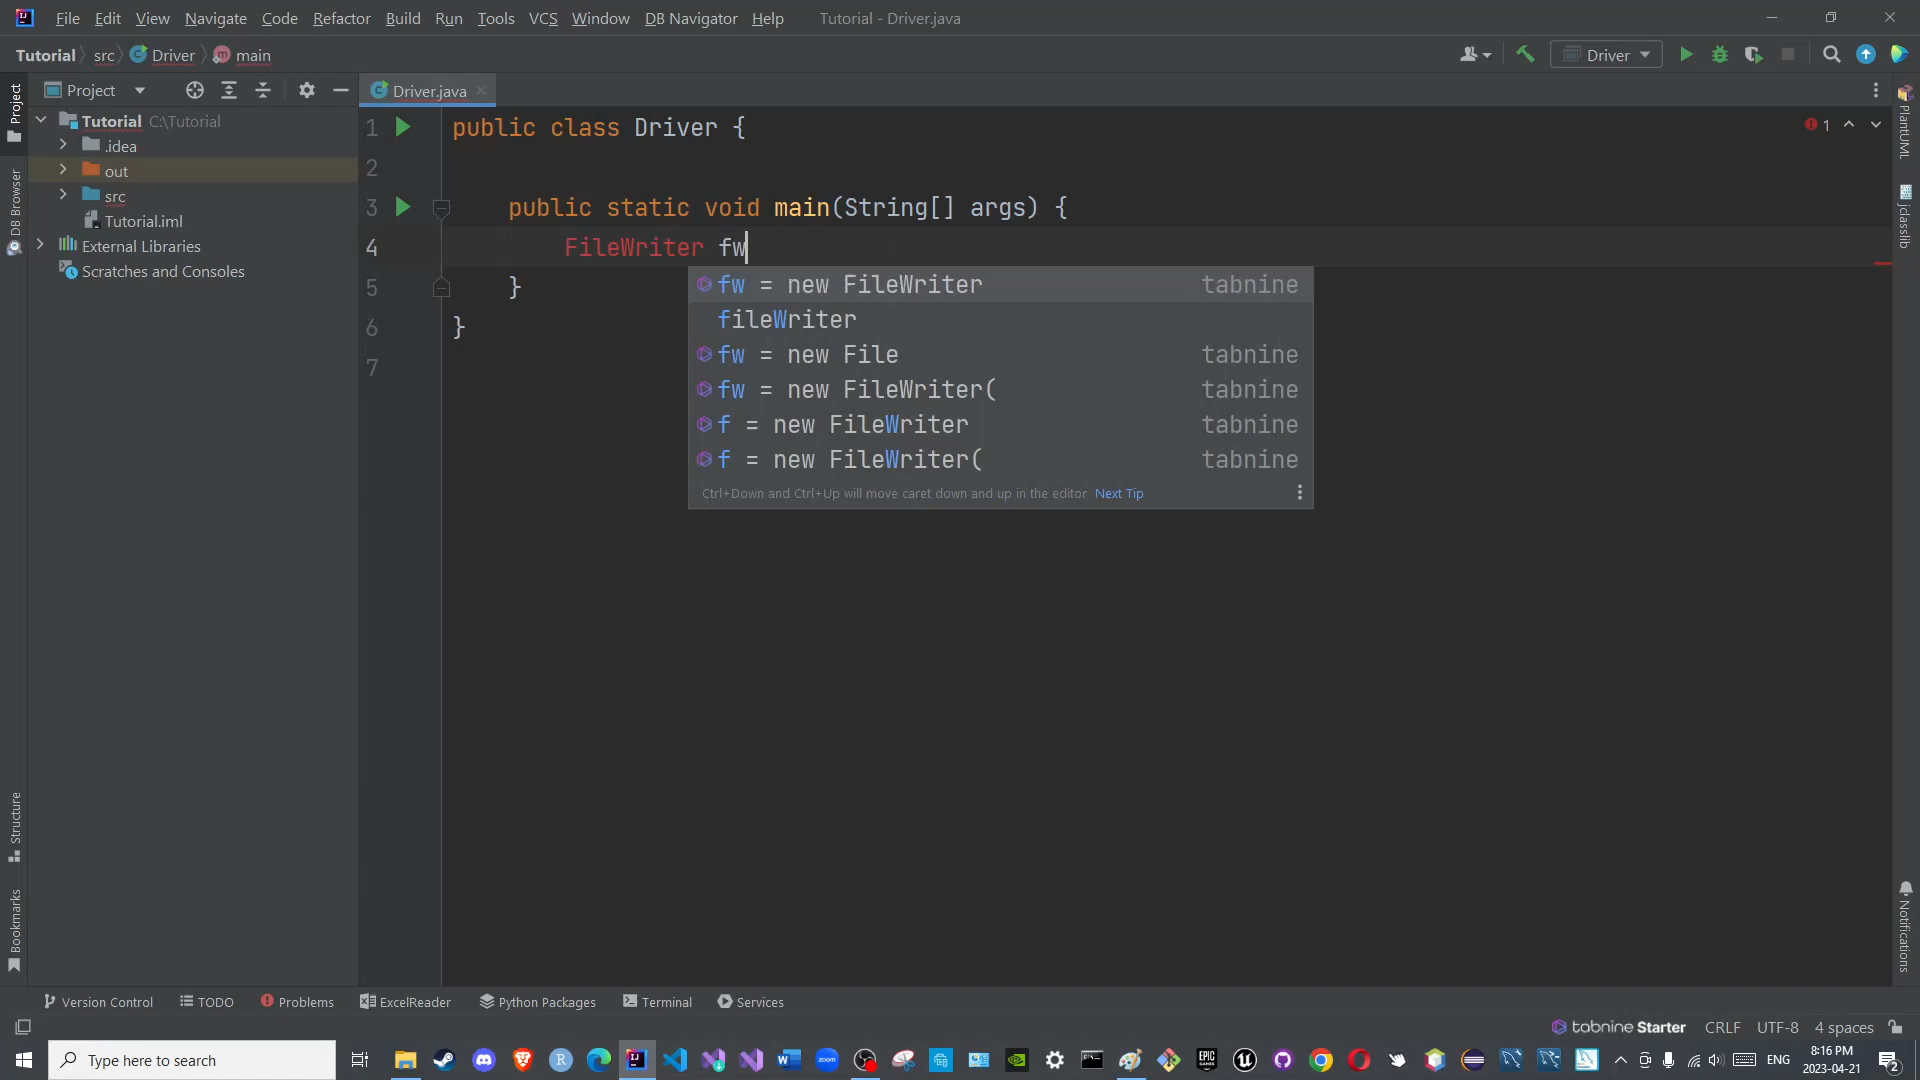 File Edit View Navigate Code Refactor Build Run Tools VCS Window DB Navigator Help Tutorial - Driver.java
Tutorial src Driver main Driver
Project Driver.java
Tutorial C:\Tutorial
.idea
out
src
Tutorial.iml
External Libraries
Scratches and Consoles
Project
DB Browser
Structure
Bookmarks
1 public class Driver { 1
2
3 public static void main(String[] args) {
4 FileWriter fw
5 }
6 }
7
fw = new FileWriter tabnine
fileWriter
fw = new File tabnine
fw = new FileWriter( tabnine
f = new FileWriter tabnine
f = new FileWriter( tabnine
Ctrl+Down and Ctrl+Up will move caret down and up in the editor Next Tip
PlantUML
jclasslib
Notifications
Version Control TODO Problems ExcelReader Python Packages Terminal Services
tabnine Starter CRLF UTF-8 4 spaces
Type here to search ENG 8:16 PM
2023-04-21
2